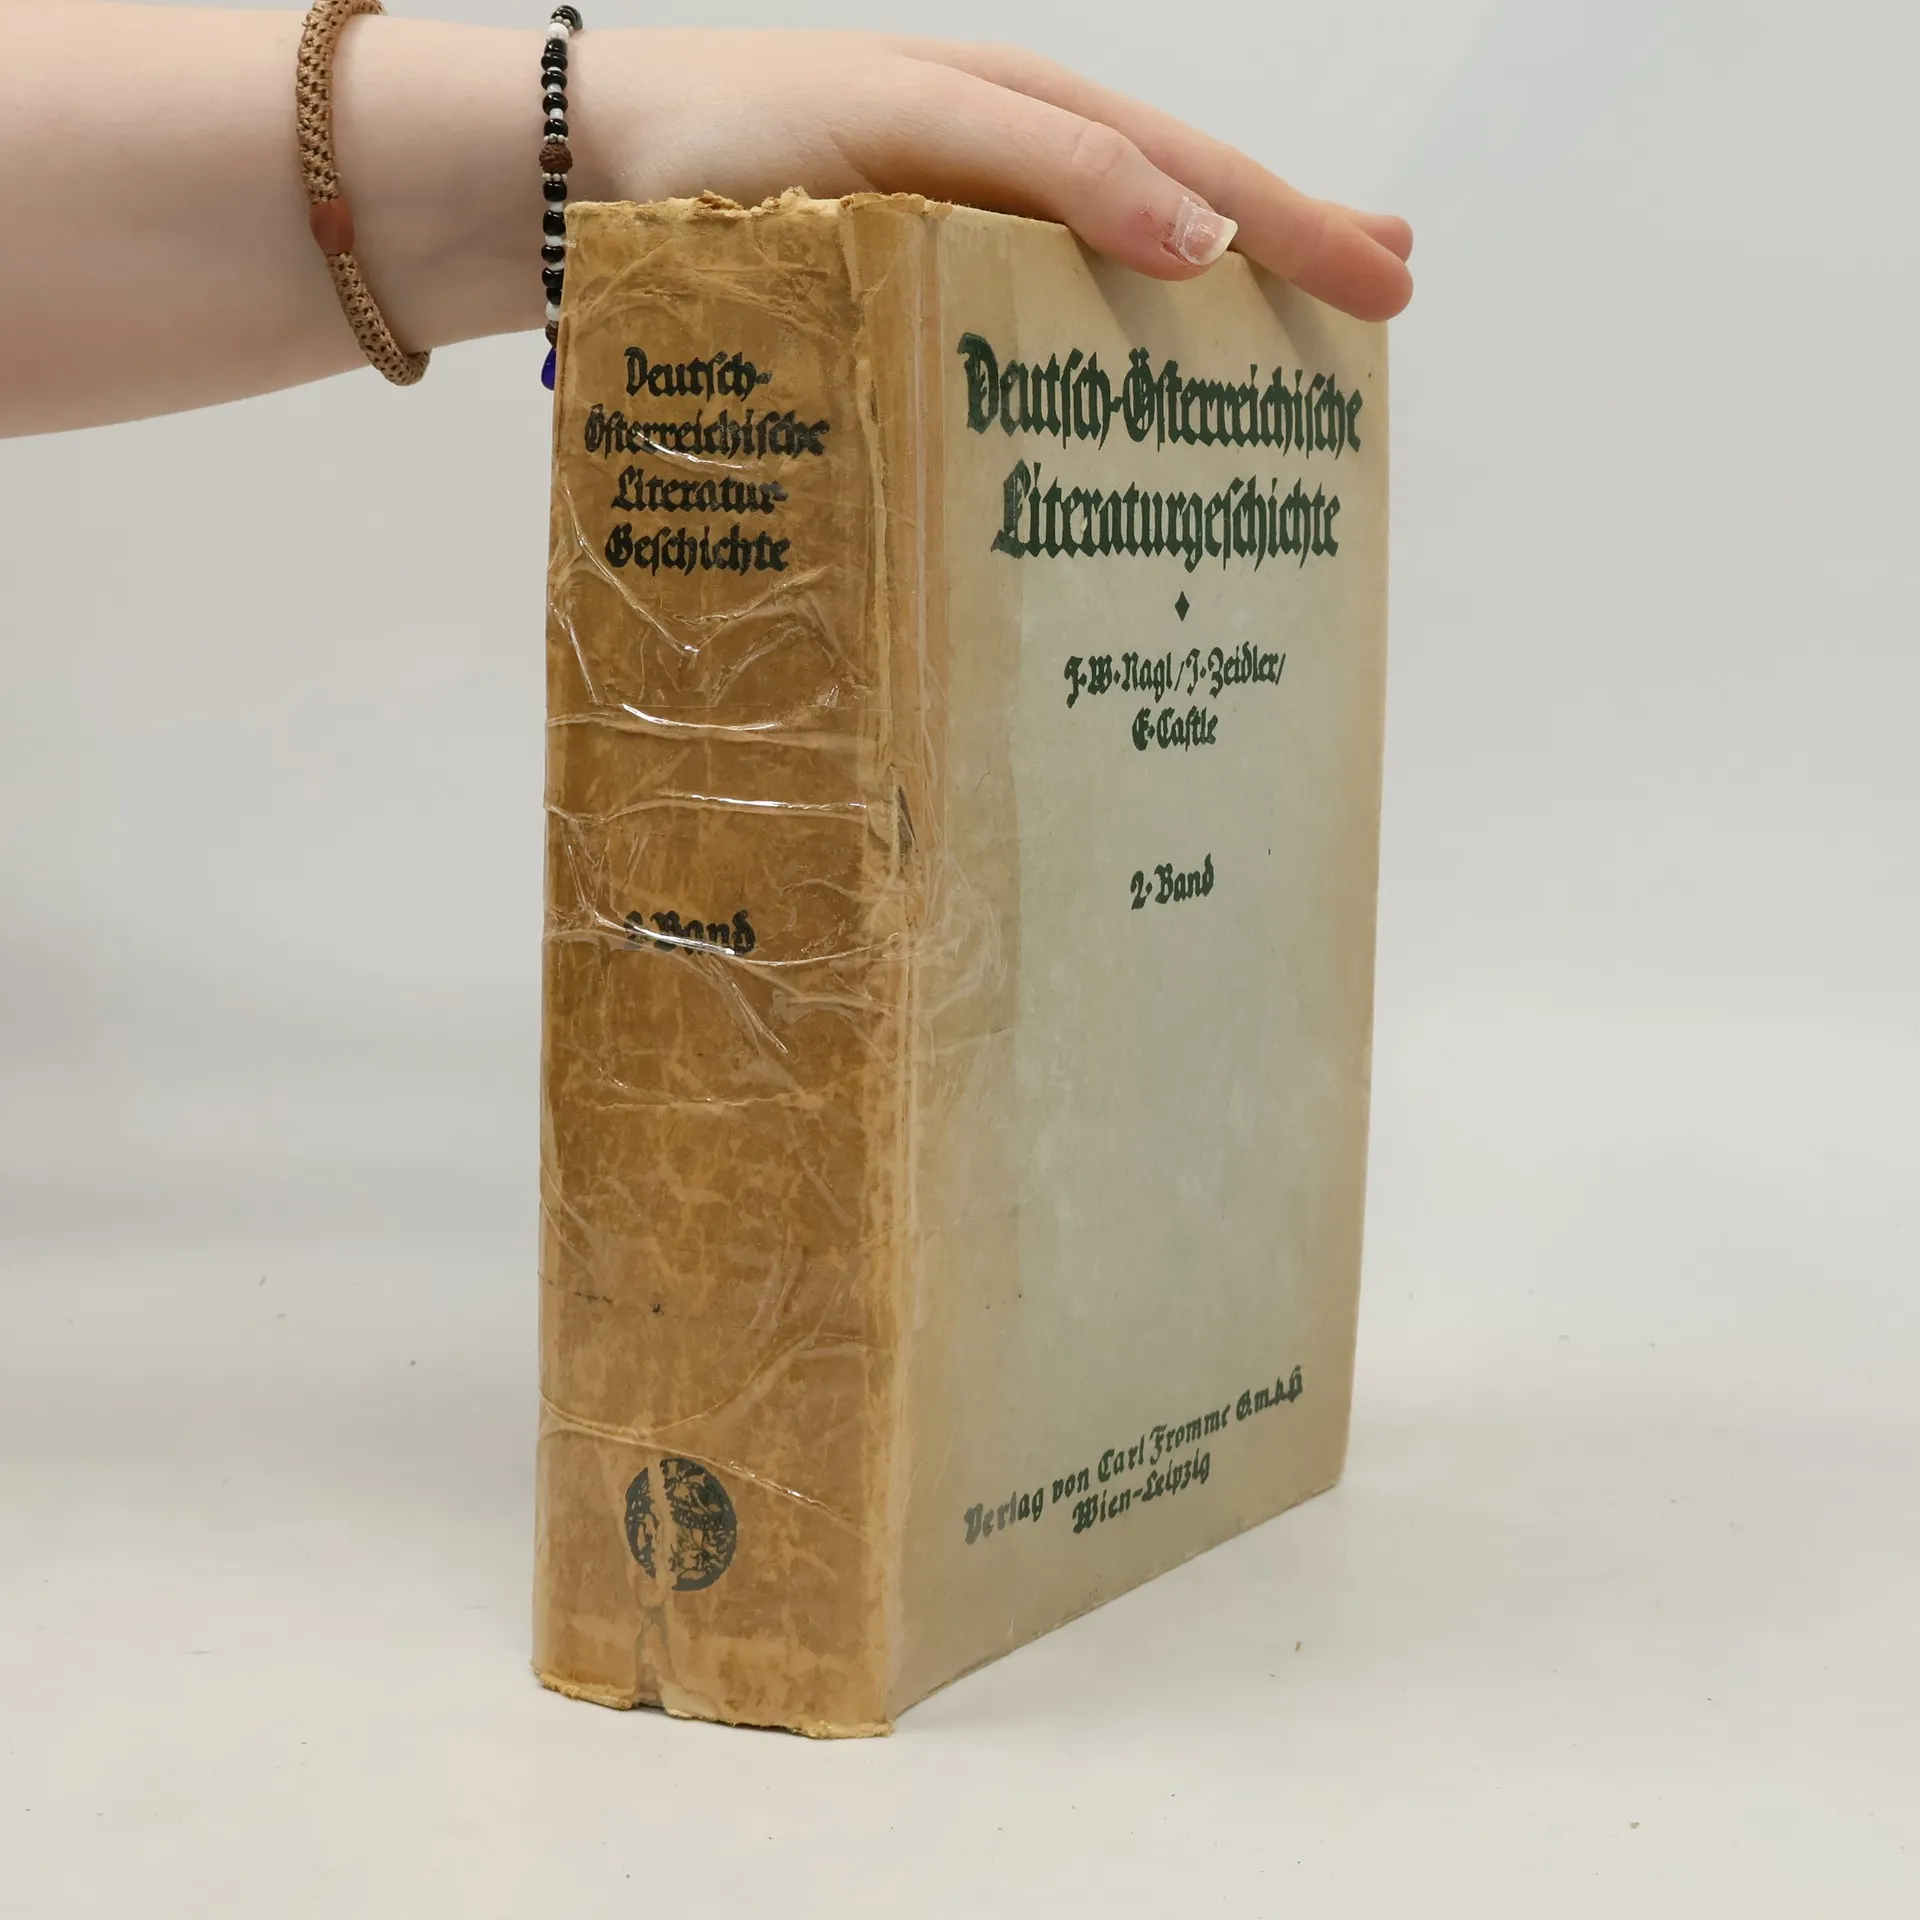 Deutsch-
Österreichische
Literatur-
Geschichte
2. Band
Deutsch-Österreichische
Literaturgeschichte
J. W. Nagl / J. Zeidler /
E. Castle
2. Band
Verlag von Carl Fromme G.m.b.H
Wien-Leipzig